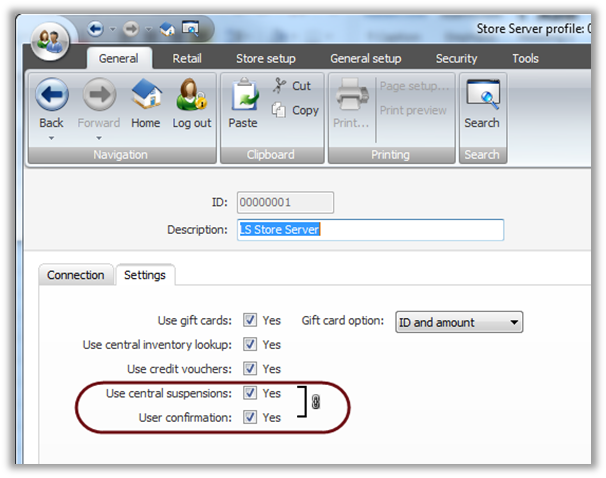 Store Server profile: 0
General Retail Store setup General setup Security Tools
Back Forward Home Log out Paste Cut Copy Print... Page setup... Print preview Search
Navigation Clipboard Printing Search
ID: 00000001
Description: LS Store Server
Connection Settings
Use gift cards: Yes Gift card option: ID and amount
Use central inventory lookup: Yes
Use credit vouchers: Yes
Use central suspensions: Yes
User confirmation: Yes